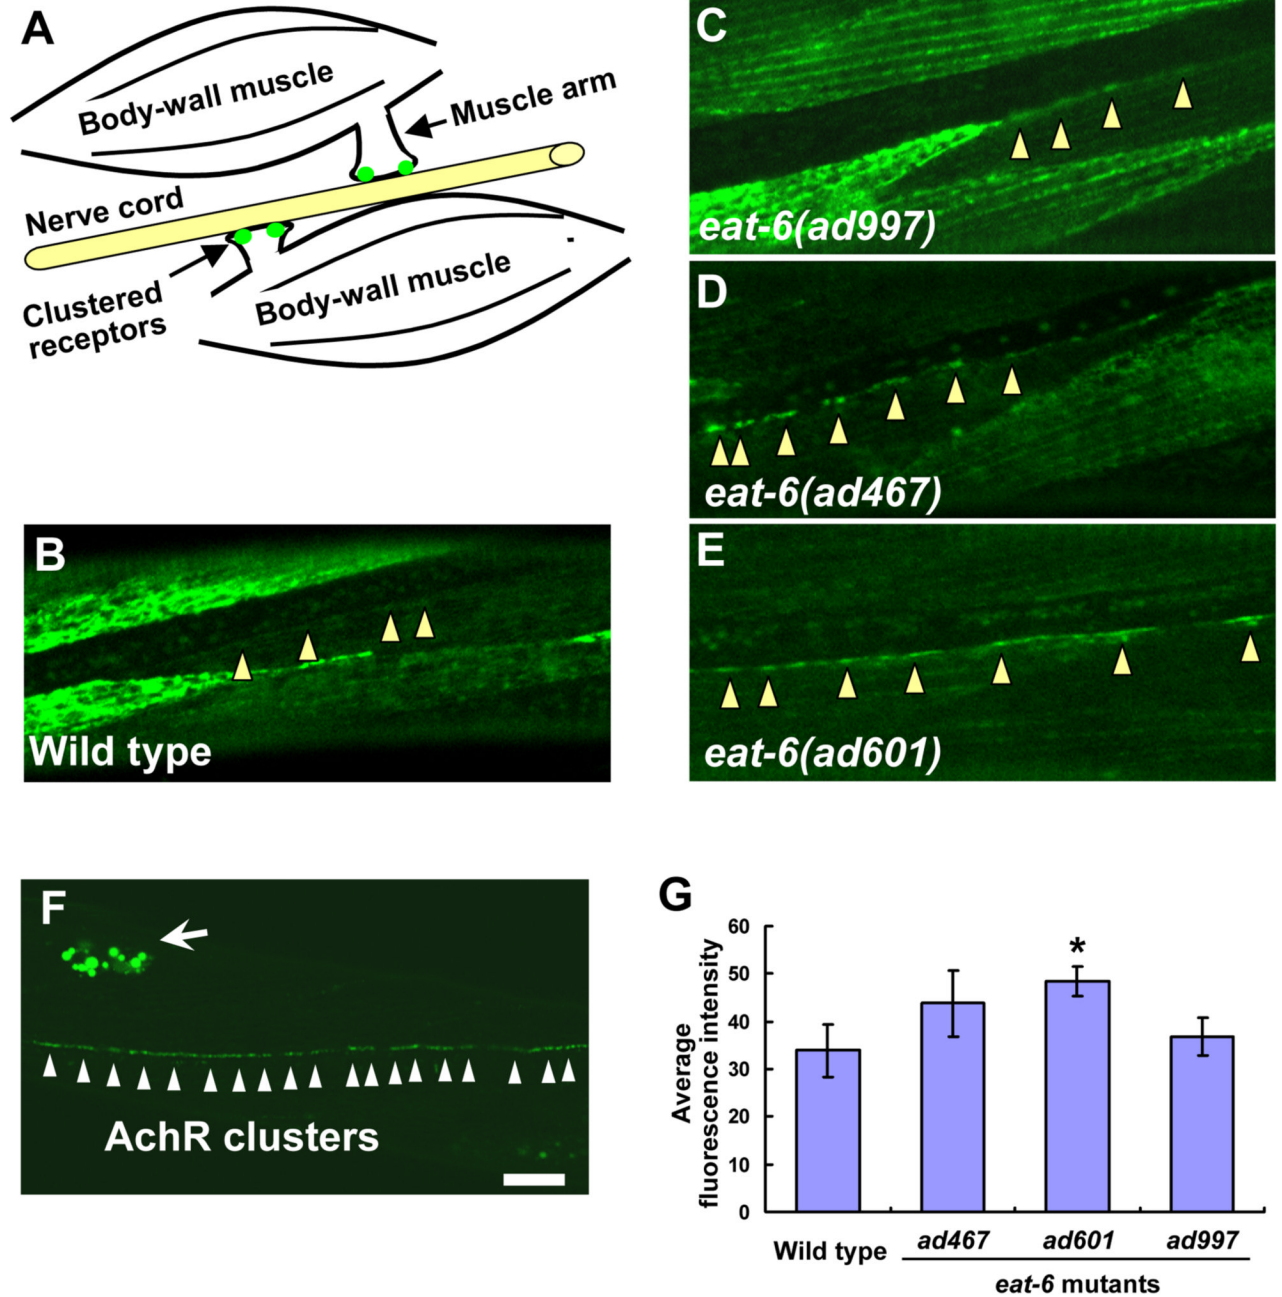 A
Body-wall muscle
Muscle arm
Nerve cord
Clustered
receptors
Body-wall muscle
B
Wild type
C
eat-6(ad997)
D
eat-6(ad467)
E
eat-6(ad601)
F
AchR clusters
G
Average
fluorescence intensity
60
50
40
30
20
10
0
*
Wild type
ad467
ad601
ad997
eat-6 mutants